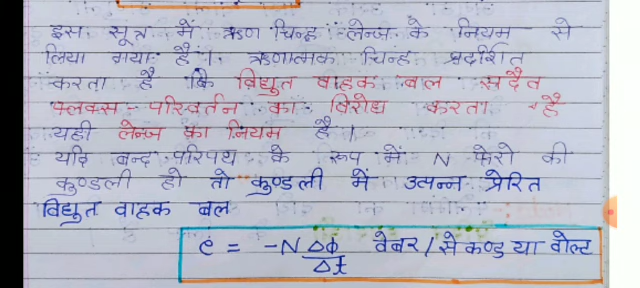 इस सूत्र में ऋण चिन्ह लेन्ज के नियम से
लिया गया है । ऋणात्मक चिन्ह प्रदर्शित
करता है कि विद्युत वाहक बल सदैव
फ्लक्स - परिवर्तन का विरोध करता है
यही लेन्ज का नियम है ।
यदि बन्द परिपथ के रूप में N फेरो की
कुण्डली हो तो कुण्डली में उत्पन्न प्रेरित
विद्युत वाहक बल
e = -N Δϕ/Δt वेबर / सेकण्ड या वोल्ट